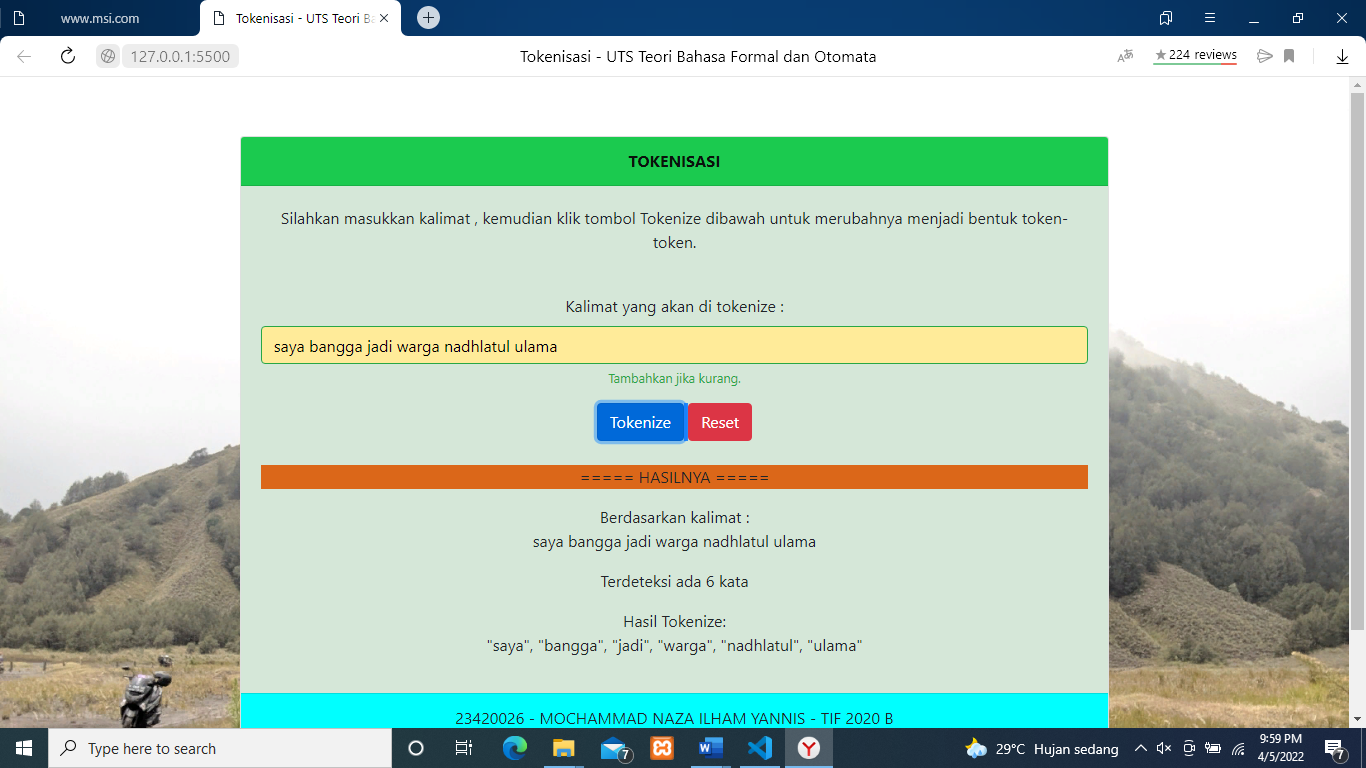 www.msi.com
Tokenisasi - UTS Teori Ba
127.0.0.1:5500
Tokenisasi - UTS Teori Bahasa Formal dan Otomata
★224 reviews
TOKENISASI
Silahkan masukkan kalimat , kemudian klik tombol Tokenize dibawah untuk merubahnya menjadi bentuk token-
token.
Kalimat yang akan di tokenize :
saya bangga jadi warga nadhlatul ulama
Tambahkan jika kurang.
Tokenize Reset
===== HASILNYA =====
Berdasarkan kalimat :
saya bangga jadi warga nadhlatul ulama
Terdeteksi ada 6 kata
Hasil Tokenize:
"saya", "bangga", "jadi", "warga", "nadhlatul", "ulama"
23420026 - MOCHAMMAD NAZA ILHAM YANNIS - TIF 2020 B
Type here to search
7
29°C Hujan sedang
9:59 PM
4/5/2022
7